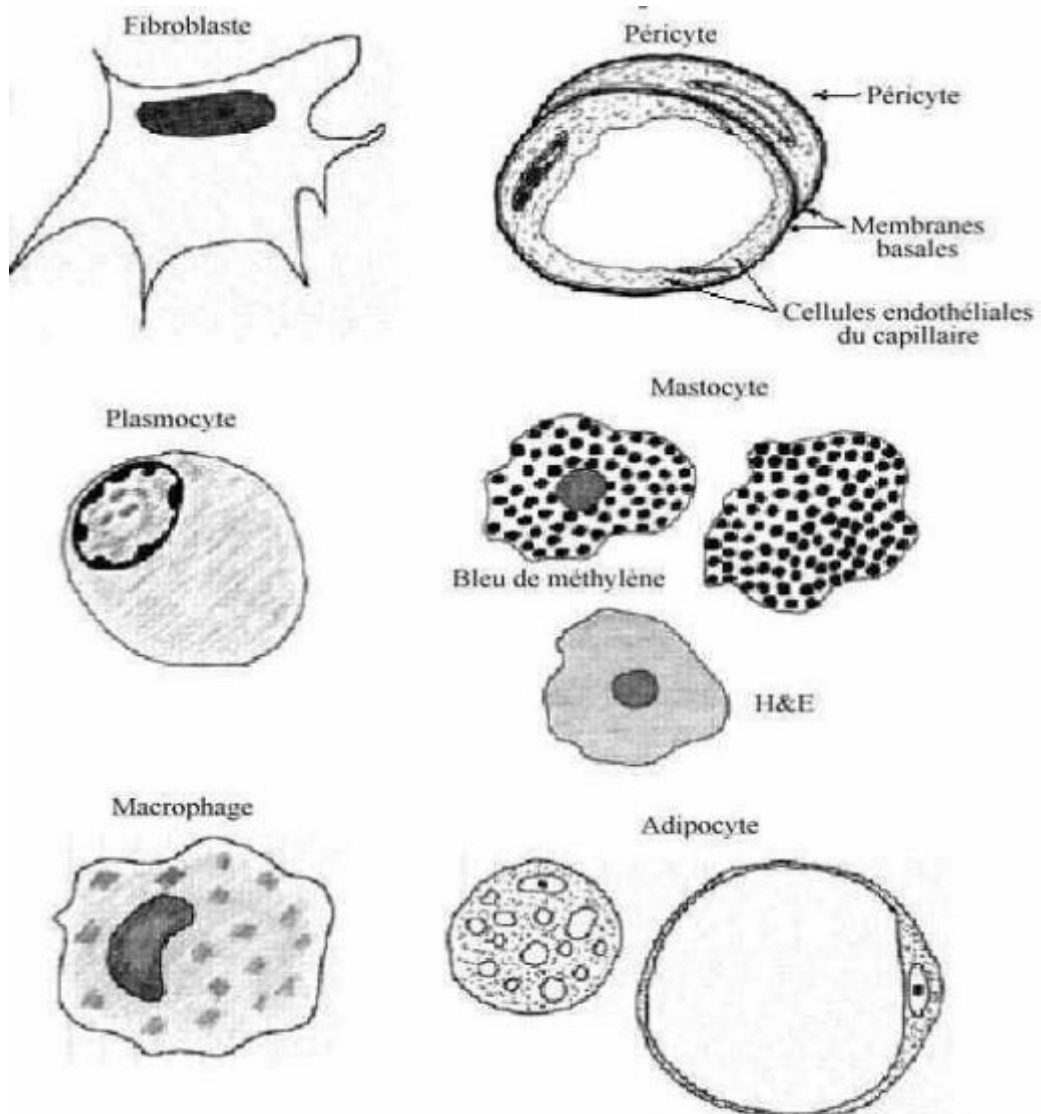 Fibroblaste
Péricyte
Péricyte
Membranes
basales
Cellules endothéliales
du capillaire
Plasmocyte
Mastocyte
Bleu de méthylène
H&E
Macrophage
Adipocyte